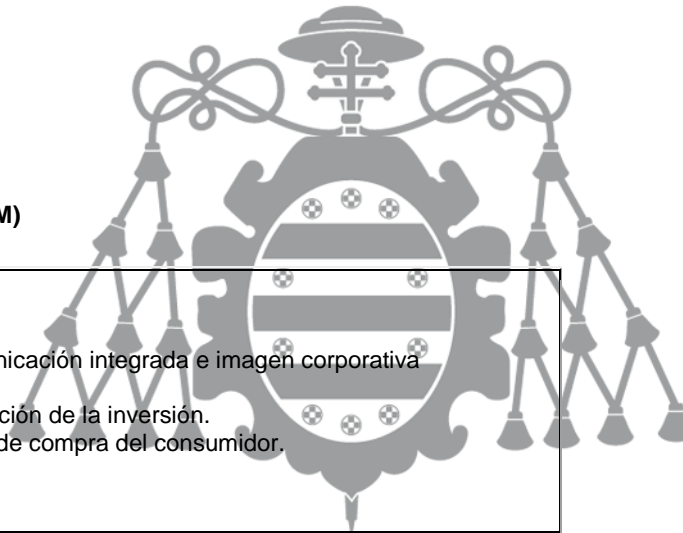 M)
nicación integrada e imagen corporativa
ción de la inversión.
de compra del consumidor.